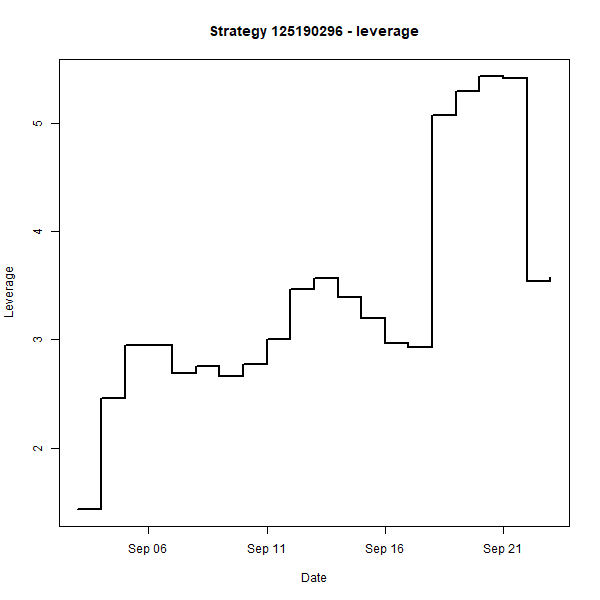 Strategy 125190296 - leverage
5
4
3
2
Leverage
Sep 06
Sep 11
Sep 16
Sep 21
Date